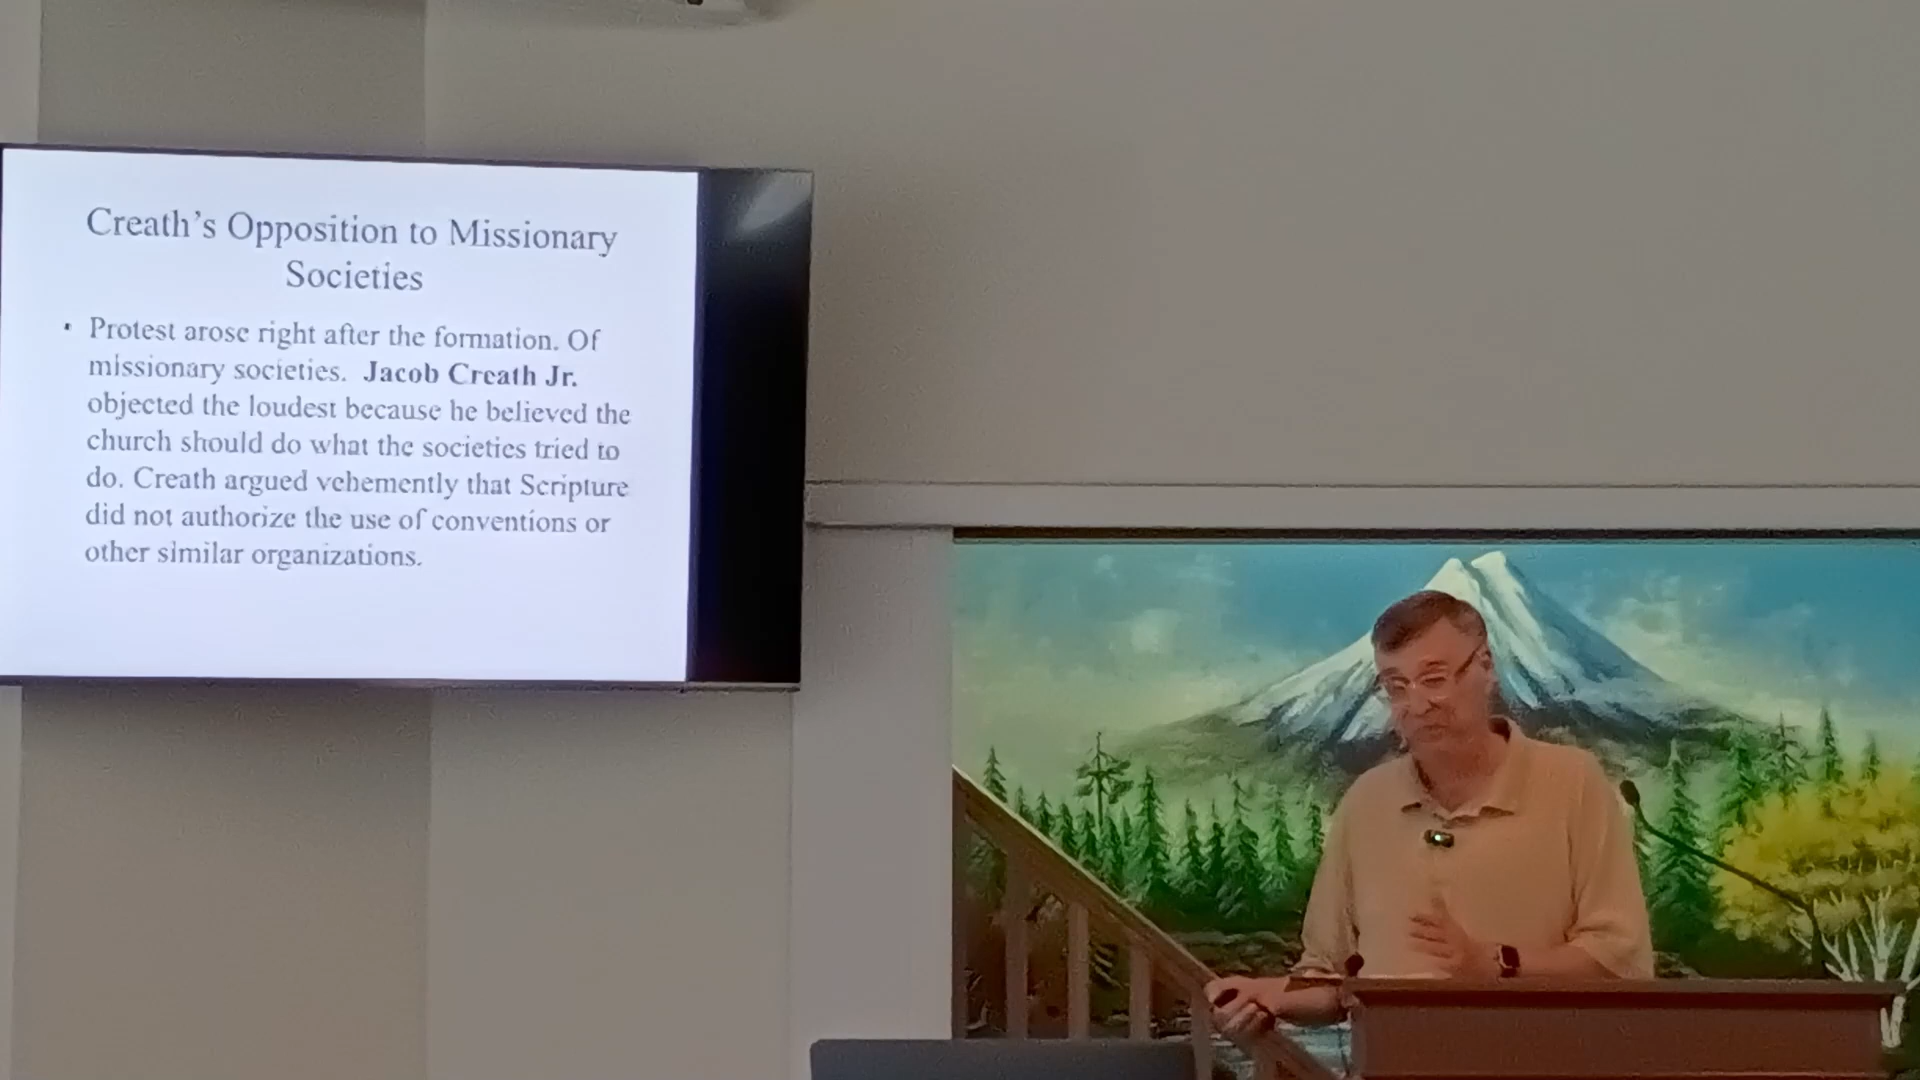 Creath's Opposition to Missionary
Societies
▪ Protest arose right after the formation. Of
missionary societies.  Jacob Creath Jr.
objected the loudest because he believed the
church should do what the societies tried to
do. Creath argued vehemently that Scripture
did not authorize the use of conventions or
other similar organizations.